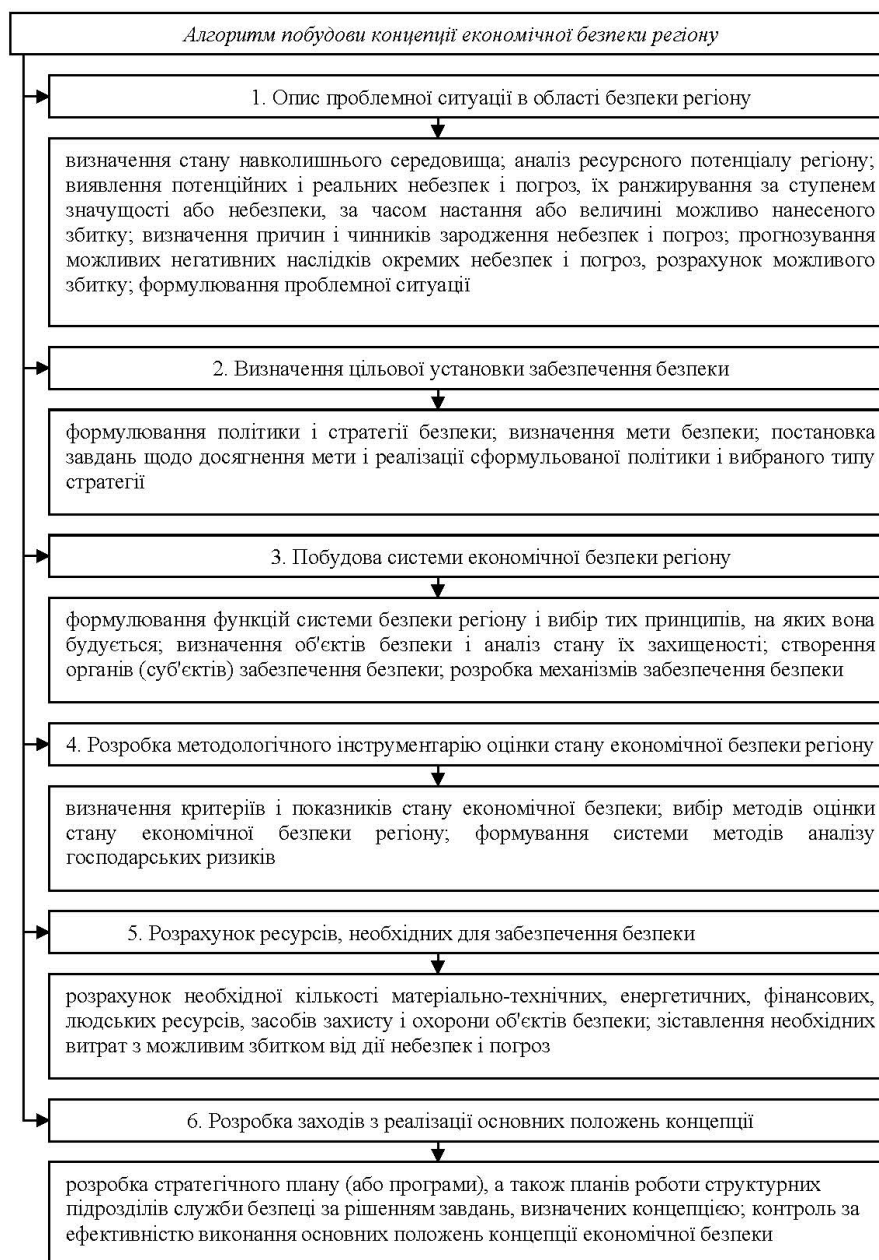 Алгоритм побудови концепції економічної безпеки регіону
1. Опис проблемної ситуації в області безпеки регіону
визначення стану навколишнього середовища; аналіз ресурсного потенціалу регіону;
виявлення потенційних і реальних небезпек і погроз, їх ранжирування за ступенем
значущості або небезпеки, за часом настання або величині можливо нанесеного
збитку; визначення причин і чинників зародження небезпек і погроз; прогнозування
можливих негативних наслідків окремих небезпек і погроз, розрахунок можливого
збитку; формулювання проблемної ситуації
2. Визначення цільової установки забезпечення безпеки
формулювання політики і стратегії безпеки; визначення мети безпеки; постановка
завдань щодо досягнення мети і реалізації сформульованої політики і вибраного типу
стратегії
3. Побудова системи економічної безпеки регіону
формулювання функцій системи безпеки регіону і вибір тих принципів, на яких вона
будується; визначення об'єктів безпеки і аналіз стану їх захищеності; створення
органів (суб'єктів) забезпечення безпеки; розробка механізмів забезпечення безпеки
4. Розробка методологічного інструментарію оцінки стану економічної безпеки регіону
визначення критеріїв і показників стану економічної безпеки; вибір методів оцінки
стану економічної безпеки регіону; формування системи методів аналізу
господарських ризиків
5. Розрахунок ресурсів, необхідних для забезпечення безпеки
розрахунок необхідної кількості матеріально-технічних, енергетичних, фінансових,
людських ресурсів, засобів захисту і охорони об'єктів безпеки; зіставлення необхідних
витрат з можливим збитком від дії небезпек і погроз
6. Розробка заходів з реалізації основних положень концепції
розробка стратегічного плану (або програми), а також планів роботи структурних
підрозділів служби безпеці за рішенням завдань, визначених концепцією; контроль за
ефективністю виконання основних положень концепції економічної безпеки